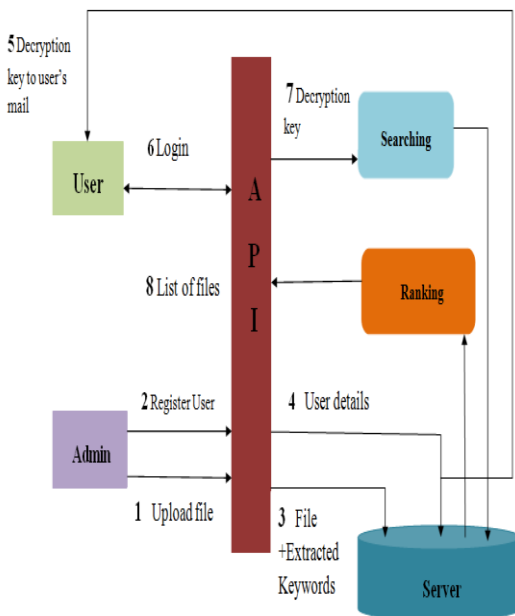 5 Decryption
key to user's
mail
User
6 Login
7 Decryption
key
Searching
A
P
I
8 List of files
Ranking
2 Register User
4 User details
Admin
1 Upload file
3 File
+Extracted
Keywords
Server